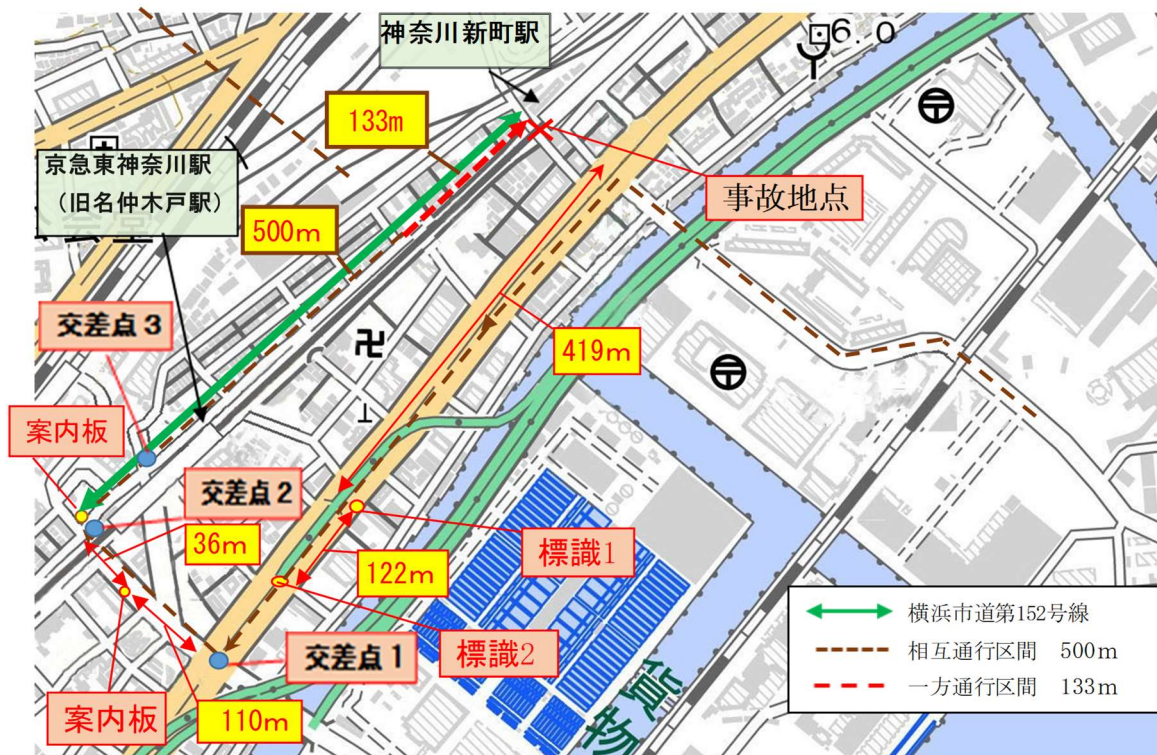 神奈川新町駅
6.0
133m
京急東神奈川駅
（旧名仲木戸駅）
事故地点
500m
交差点3
419m
案内板
交差点2
36m
122m
標識1
標識2
交差点1
案内板
110m
貨物
横浜市道第152号線
相互通行区間 500m
一方通行区間 133m